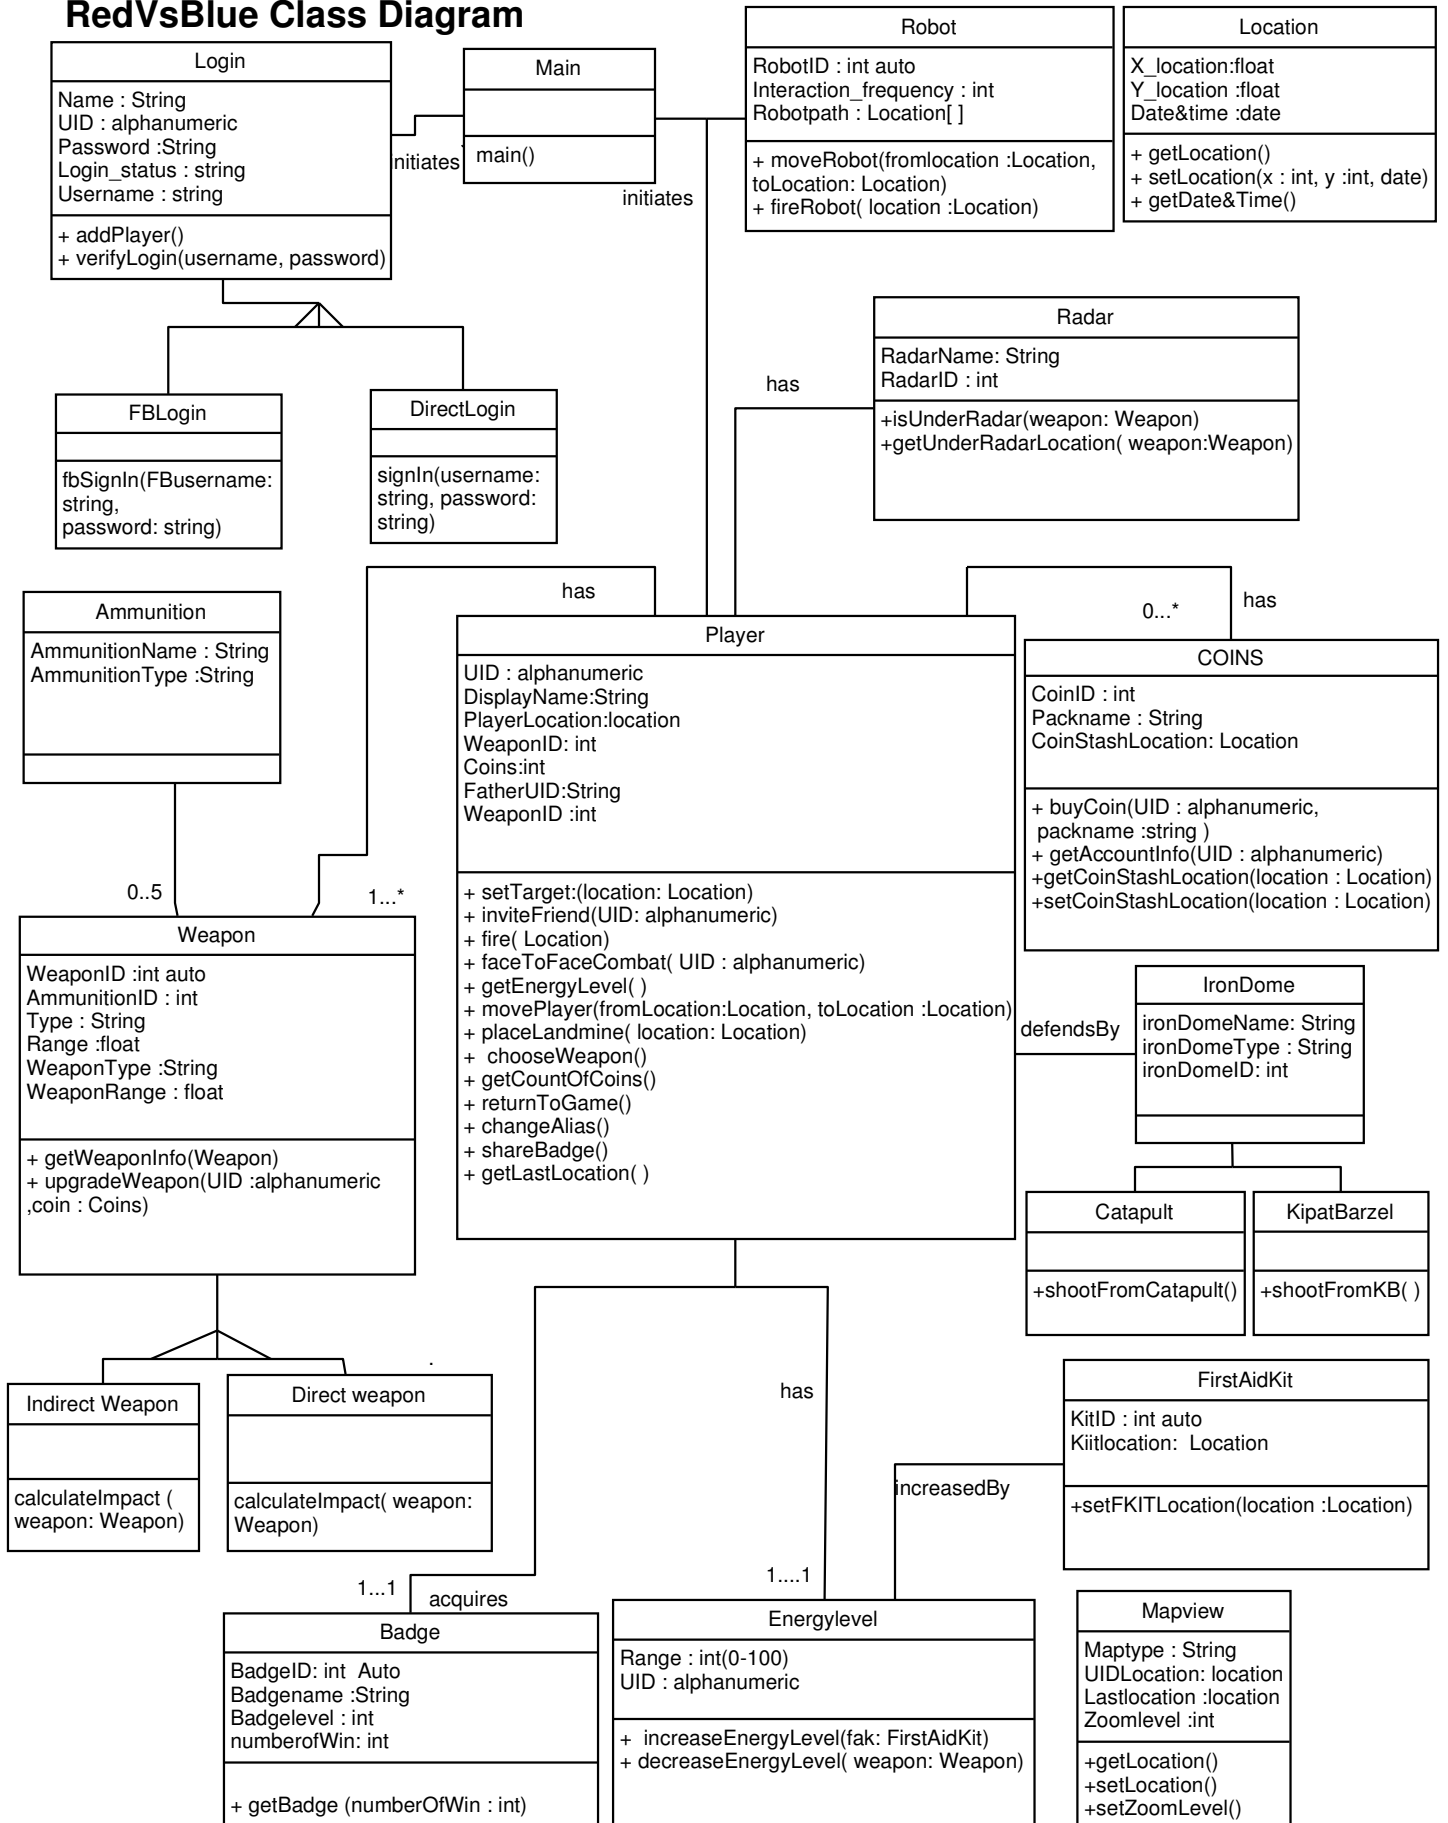 RedVsBlue Class Diagram
Login
Name : String
UID : alphanumeric
Password :String
Login_status : string
Username : string
+ addPlayer()
+ verifyLogin(username, password)
initiates
Main
main()
initiates
Robot
RobotID : int auto
Interaction_frequency : int
Robotpath : Location[ ]
+ moveRobot(fromlocation :Location,
toLocation: Location)
+ fireRobot( location :Location)
Location
X_location:float
Y_location :float
Date&time :date
+ getLocation()
+ setLocation(x : int, y :int, date)
+ getDate&Time()
FBLogin
fbSignIn(FBusername:
string,
password: string)
DirectLogin
signIn(username:
string, password:
string)
has
Radar
RadarName: String
RadarID : int
+isUnderRadar(weapon: Weapon)
+getUnderRadarLocation( weapon:Weapon)
Ammunition
AmmunitionName : String
AmmunitionType :String
0..5
has
1...*
Player
UID : alphanumeric
DisplayName:String
PlayerLocation:location
WeaponID: int
Coins:int
FatherUID:String
WeaponID :int
+ setTarget:(location: Location)
+ inviteFriend(UID: alphanumeric)
+ fire( Location)
+ faceToFaceCombat( UID : alphanumeric)
+ getEnergyLevel( )
+ movePlayer(fromLocation:Location, toLocation :Location)
+ placeLandmine( location: Location)
+  chooseWeapon()
+ getCountOfCoins()
+ returnToGame()
+ changeAlias()
+ shareBadge()
+ getLastLocation( )
0...*
has
COINS
CoinID : int
Packname : String
CoinStashLocation: Location
+ buyCoin(UID : alphanumeric,
packname :string )
+ getAccountInfo(UID : alphanumeric)
+getCoinStashLocation(location : Location)
+setCoinStashLocation(location : Location)
Weapon
WeaponID :int auto
AmmunitionID : int
Type : String
Range :float
WeaponType :String
WeaponRange : float
+ getWeaponInfo(Weapon)
+ upgradeWeapon(UID :alphanumeric
,coin : Coins)
defendsBy
IronDome
ironDomeName: String
ironDomeType : String
ironDomeID: int
Catapult
+shootFromCatapult()
KipatBarzel
+shootFromKB( )
Indirect Weapon
calculateImpact (
weapon: Weapon)
Direct weapon
calculateImpact( weapon:
Weapon)
has
FirstAidKit
KitID : int auto
Kiitlocation:  Location
+setFKITLocation(location :Location)
increasedBy
1...1
acquires
1....1
Badge
BadgeID: int  Auto
Badgename :String
Badgelevel : int
numberofWin: int
+ getBadge (numberOfWin : int)
Energylevel
Range : int(0-100)
UID : alphanumeric
+  increaseEnergyLevel(fak: FirstAidKit)
+ decreaseEnergyLevel( weapon: Weapon)
Mapview
Maptype : String
UIDLocation: location
Lastlocation :location
Zoomlevel :int
+getLocation()
+setLocation()
+setZoomLevel()